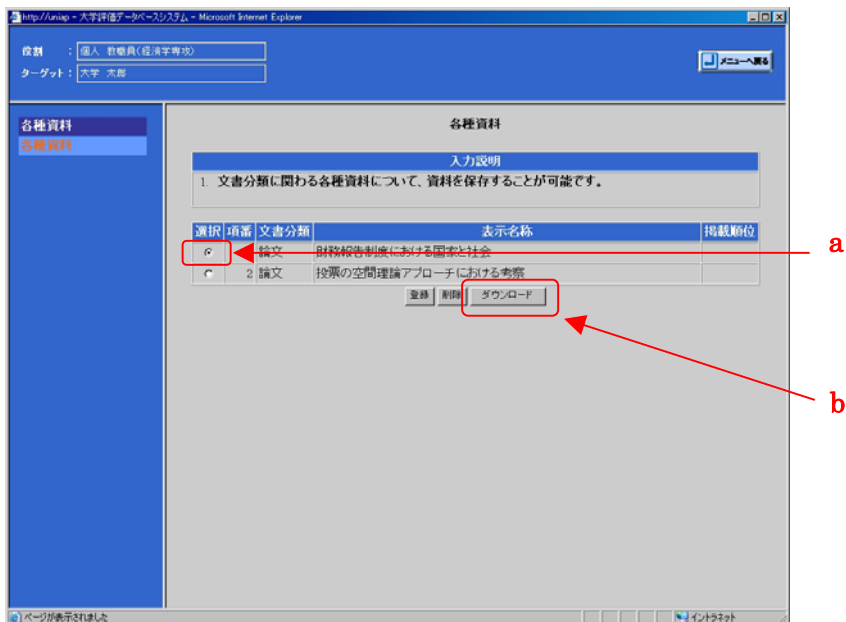 http://uniap - 大学評価データベースシステム - Microsoft Internet Explorer
役割 : 個人 教職員(経済学専攻)
ターゲット : 大学 太郎
メニューへ戻る
各種資料
各種資料
各種資料
入力説明
1. 文書分類に関わる各種資料について、資料を保存することが可能です。
選択 項番 文書分類 表示名称 掲載順位
論文 財務報告制度における国家と社会
2 論文 投票の空間理論アプローチにおける考察
登録 削除 ダウンロード
a
b
ページが表示されました イントラネット